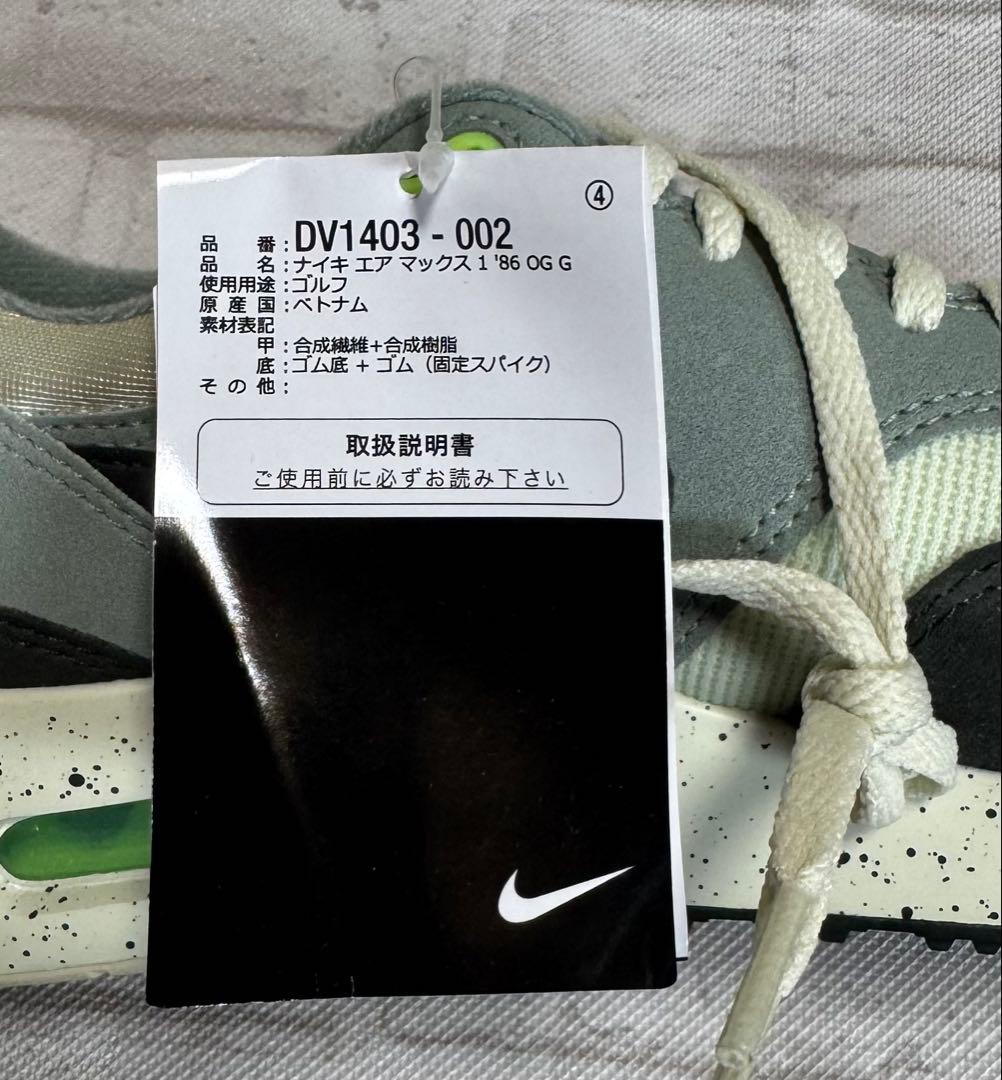 ④
品番:DV1403-002
品名:ナイキ エア マックス 1 '86 OG G
使用用途:ゴルフ
原産国:ベトナム
素材表記
甲:合成繊維+合成樹脂
底:ゴム底 + ゴム (固定スパイク)
その他:
取扱説明書
ご使用前に必ずお読み下さい